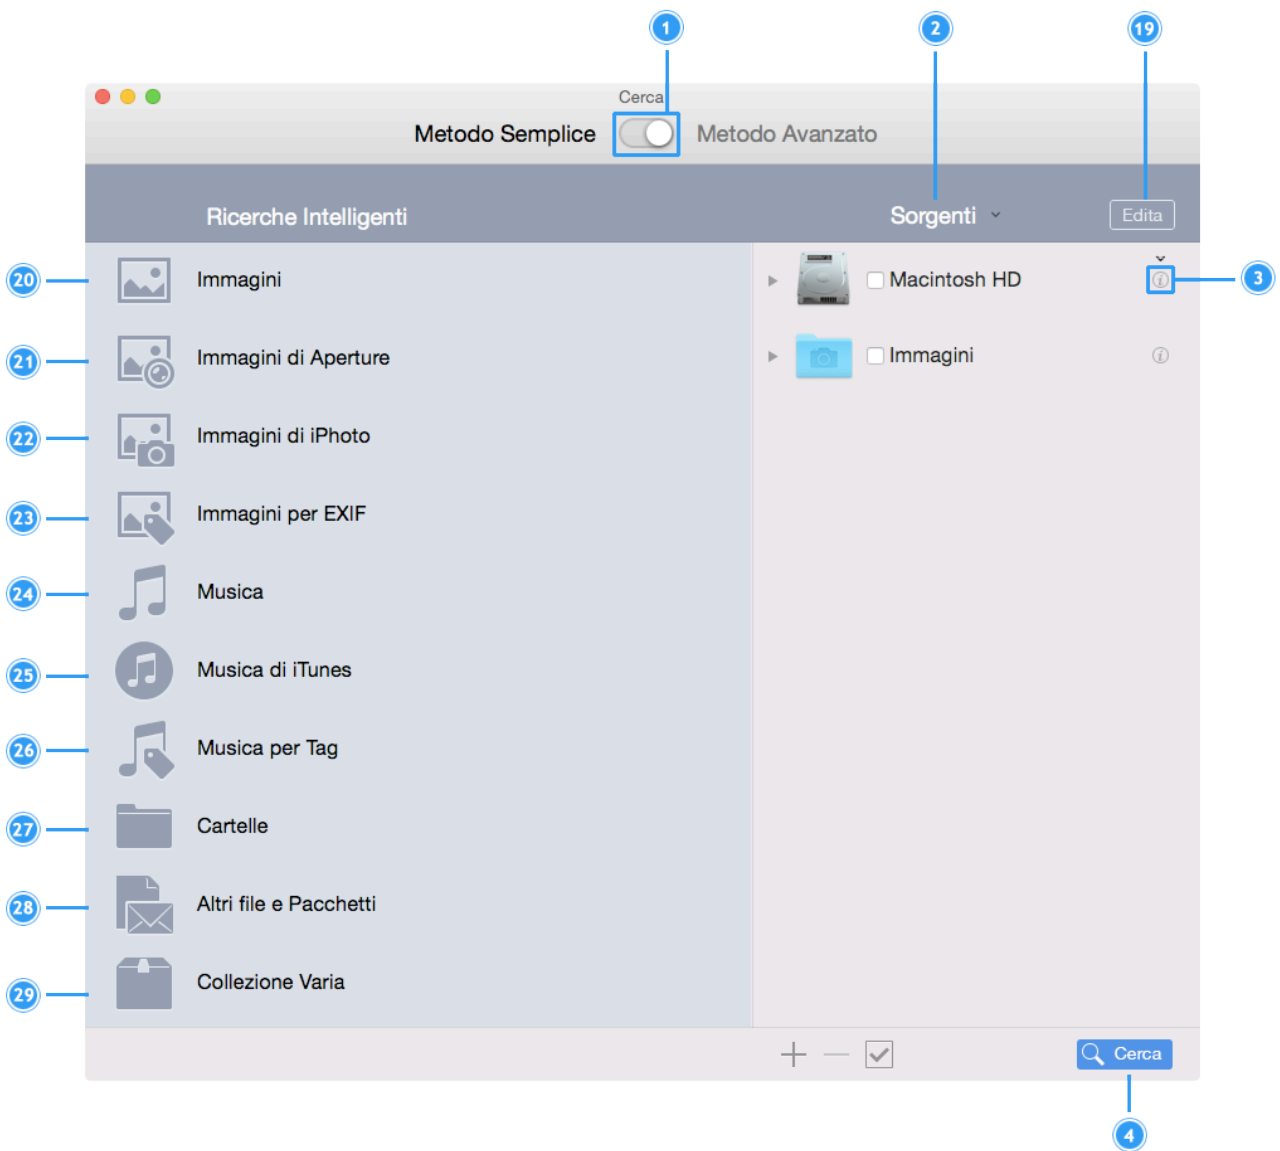 1 2 19
Cerca
Metodo Semplice Metodo Avanzato
Ricerche Intelligenti Sorgenti Edita
20 Immagini Macintosh HD i 3
21 Immagini di Aperture Immagini i
22 Immagini di iPhoto
23 Immagini per EXIF
24 Musica
25 Musica di iTunes
26 Musica per Tag
27 Cartelle
28 Altri file e Pacchetti
29 Collezione Varia
Cerca
4